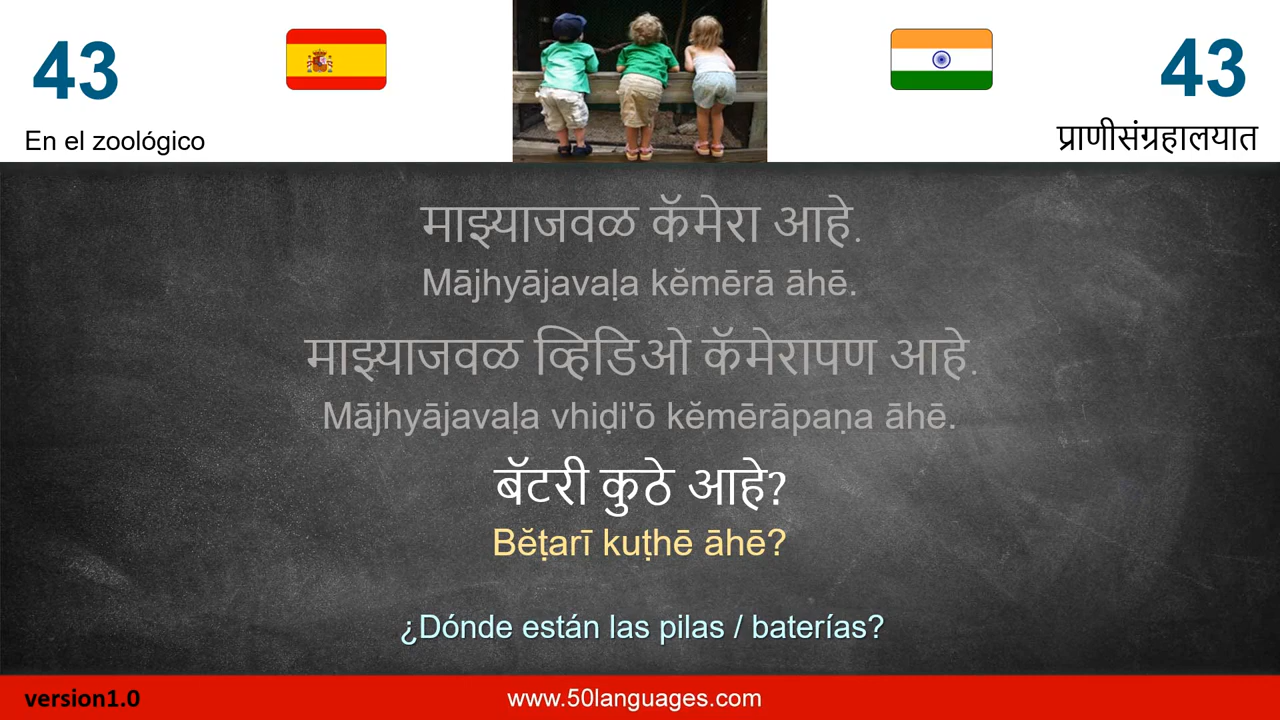 43
43
En el zoológico
प्राणीसंग्रहालयात
माझ्याजवळ कॅमेरा आहे.
Mājhyājavaḷa kĕmērā āhē.
माझ्याजवळ व्हिडिओ कॅमेरापण आहे.
Mājhyājavaḷa vhiḍi'ō kĕmērāpaṇa āhē.
बॅटरी कुठे आहे?
Bĕṭarī kuṭhē āhē?
¿Dónde están las pilas / baterías?
version1.0
www.50languages.com